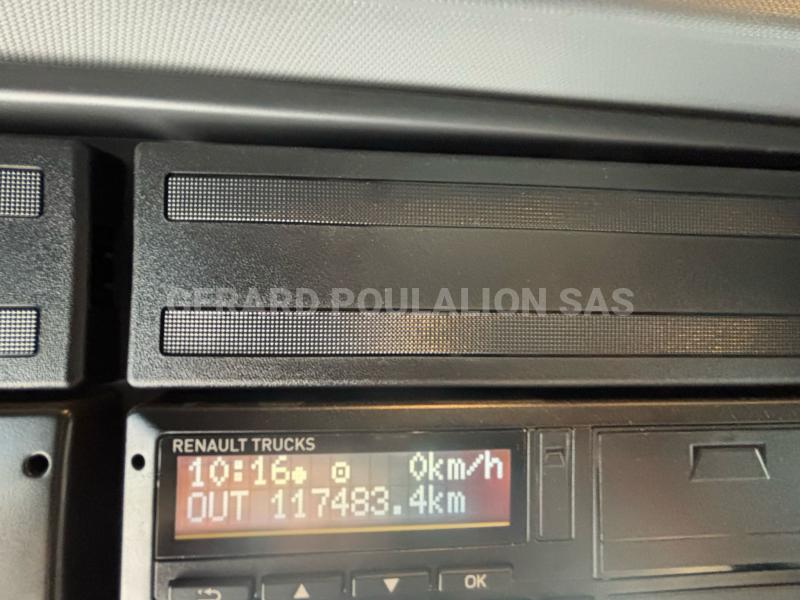 GERARD POULALION SAS
RENAULT TRUCKS
10:16 0km/h
OUT 117483.4km
OK